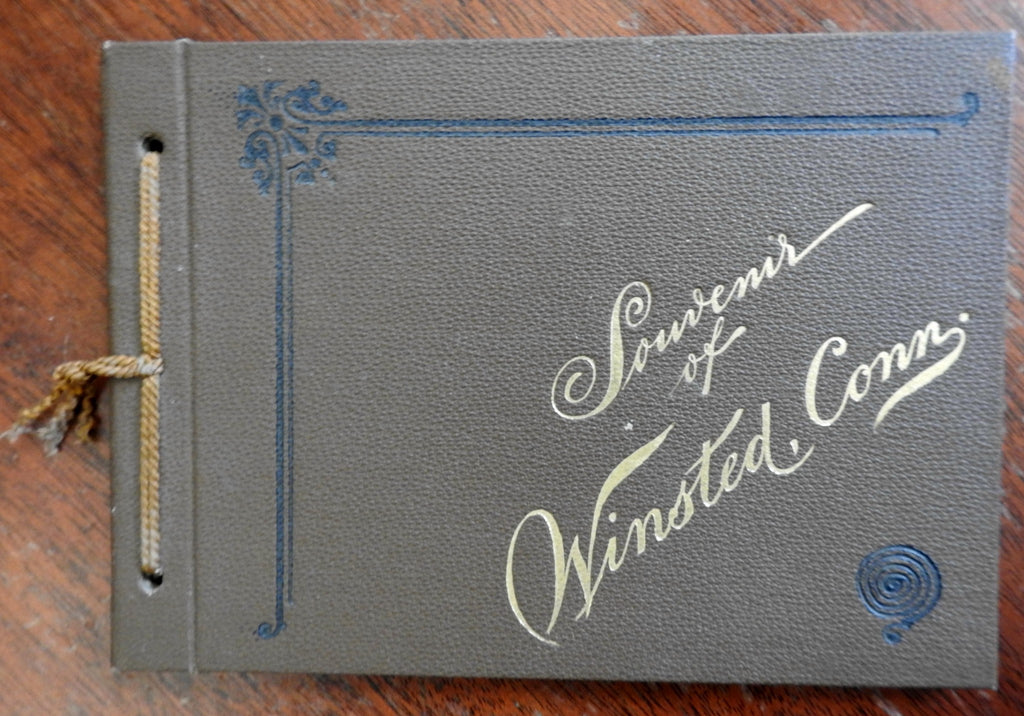 Souvenir
of
Winsted, Conn.